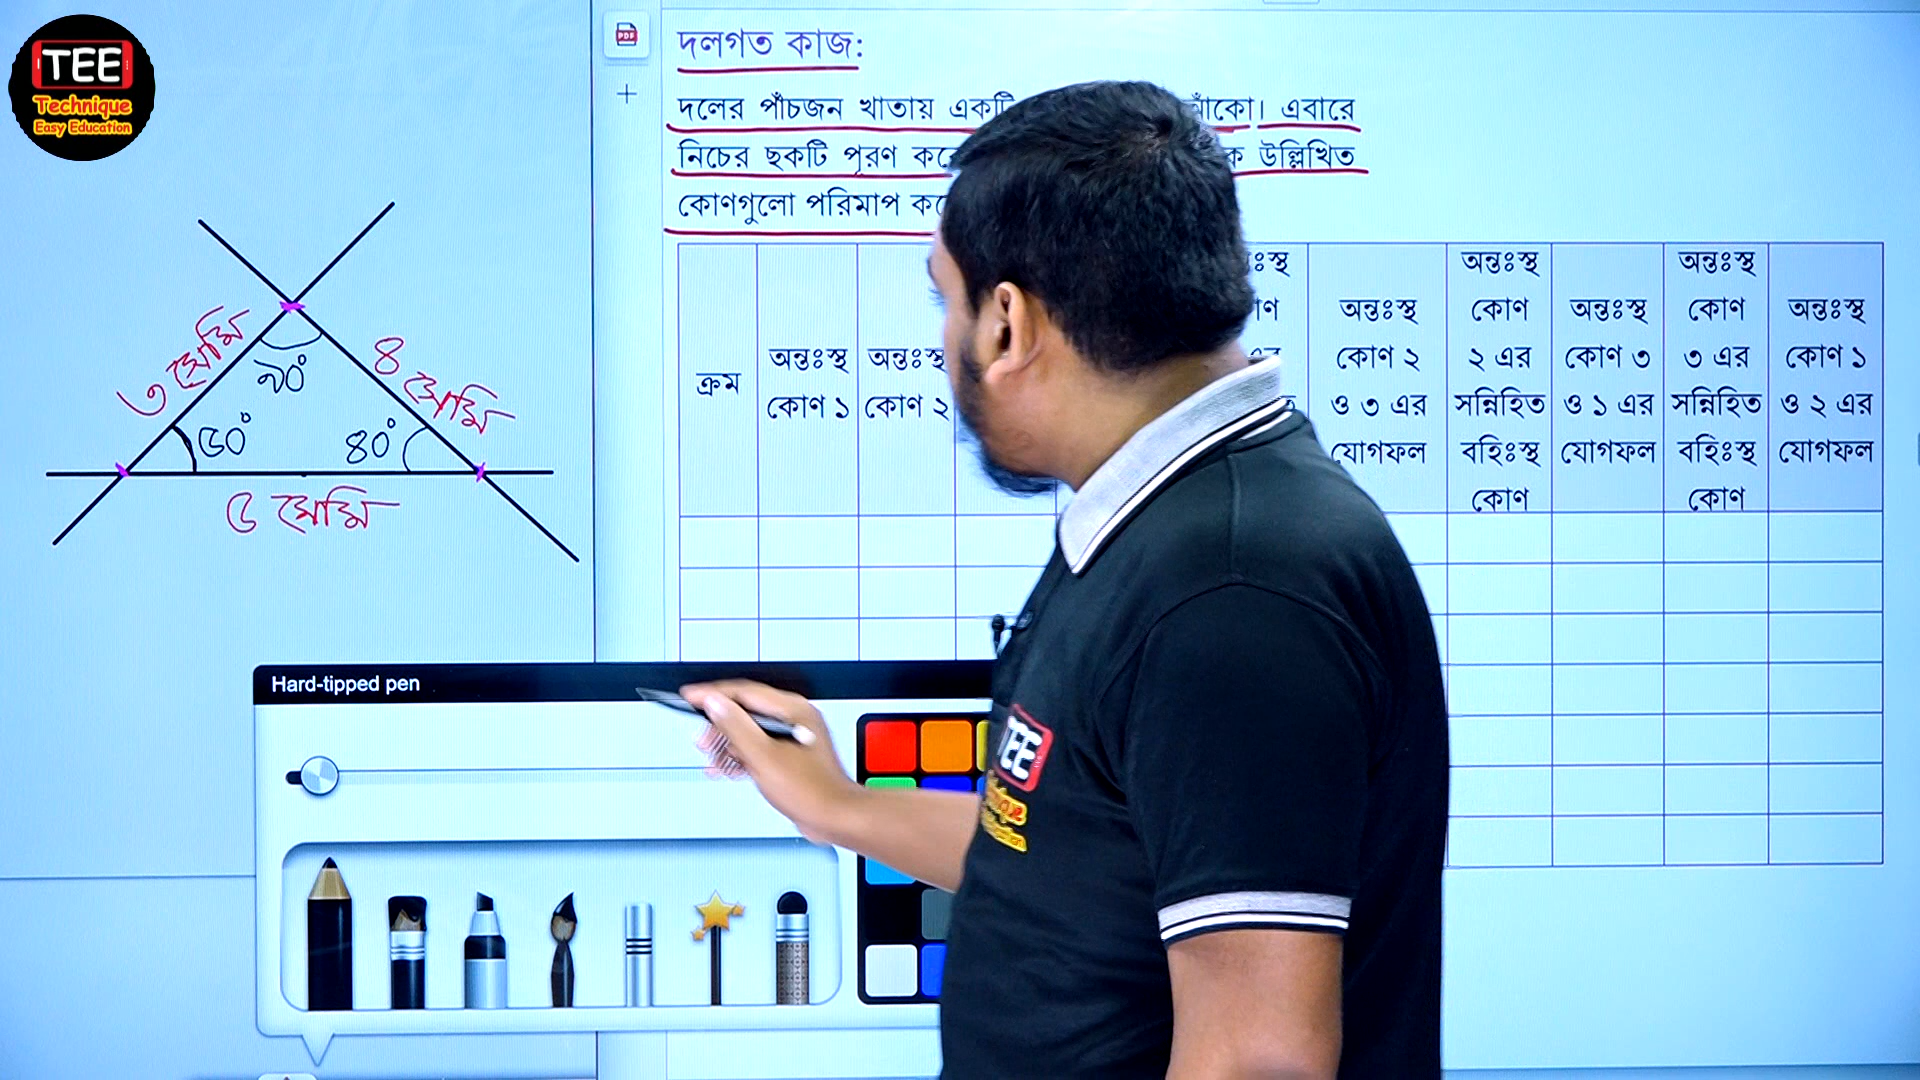 TEE
Technique
Easy Education
PDF
দলগত কাজ:
দলের পাঁচজন খাতায় একটি আঁকো। এবারে
নিচের ছকটি পূরণ উল্লিখিত
কোণগুলো পরিমাপ
ক্রম
অন্তঃস্থ
কোণ ১
অন্তঃস্থ
কোণ ২
অন্তঃস্থ
কোণ ২
ও ৩ এর
যোগফল
অন্তঃস্থ
কোণ
২ এর
সন্নিহিত
বহিঃস্থ
কোণ
অন্তঃস্থ
কোণ ৩
ও ১ এর
যোগফল
অন্তঃস্থ
কোণ
৩ এর
সন্নিহিত
বহিঃস্থ
কোণ
অন্তঃস্থ
কোণ ১
ও ২ এর
যোগফল
৩ সেমি
৪ সেমি
৯০°
৫০°
৪০°
৫ সেমি
Hard-tipped pen
TEE